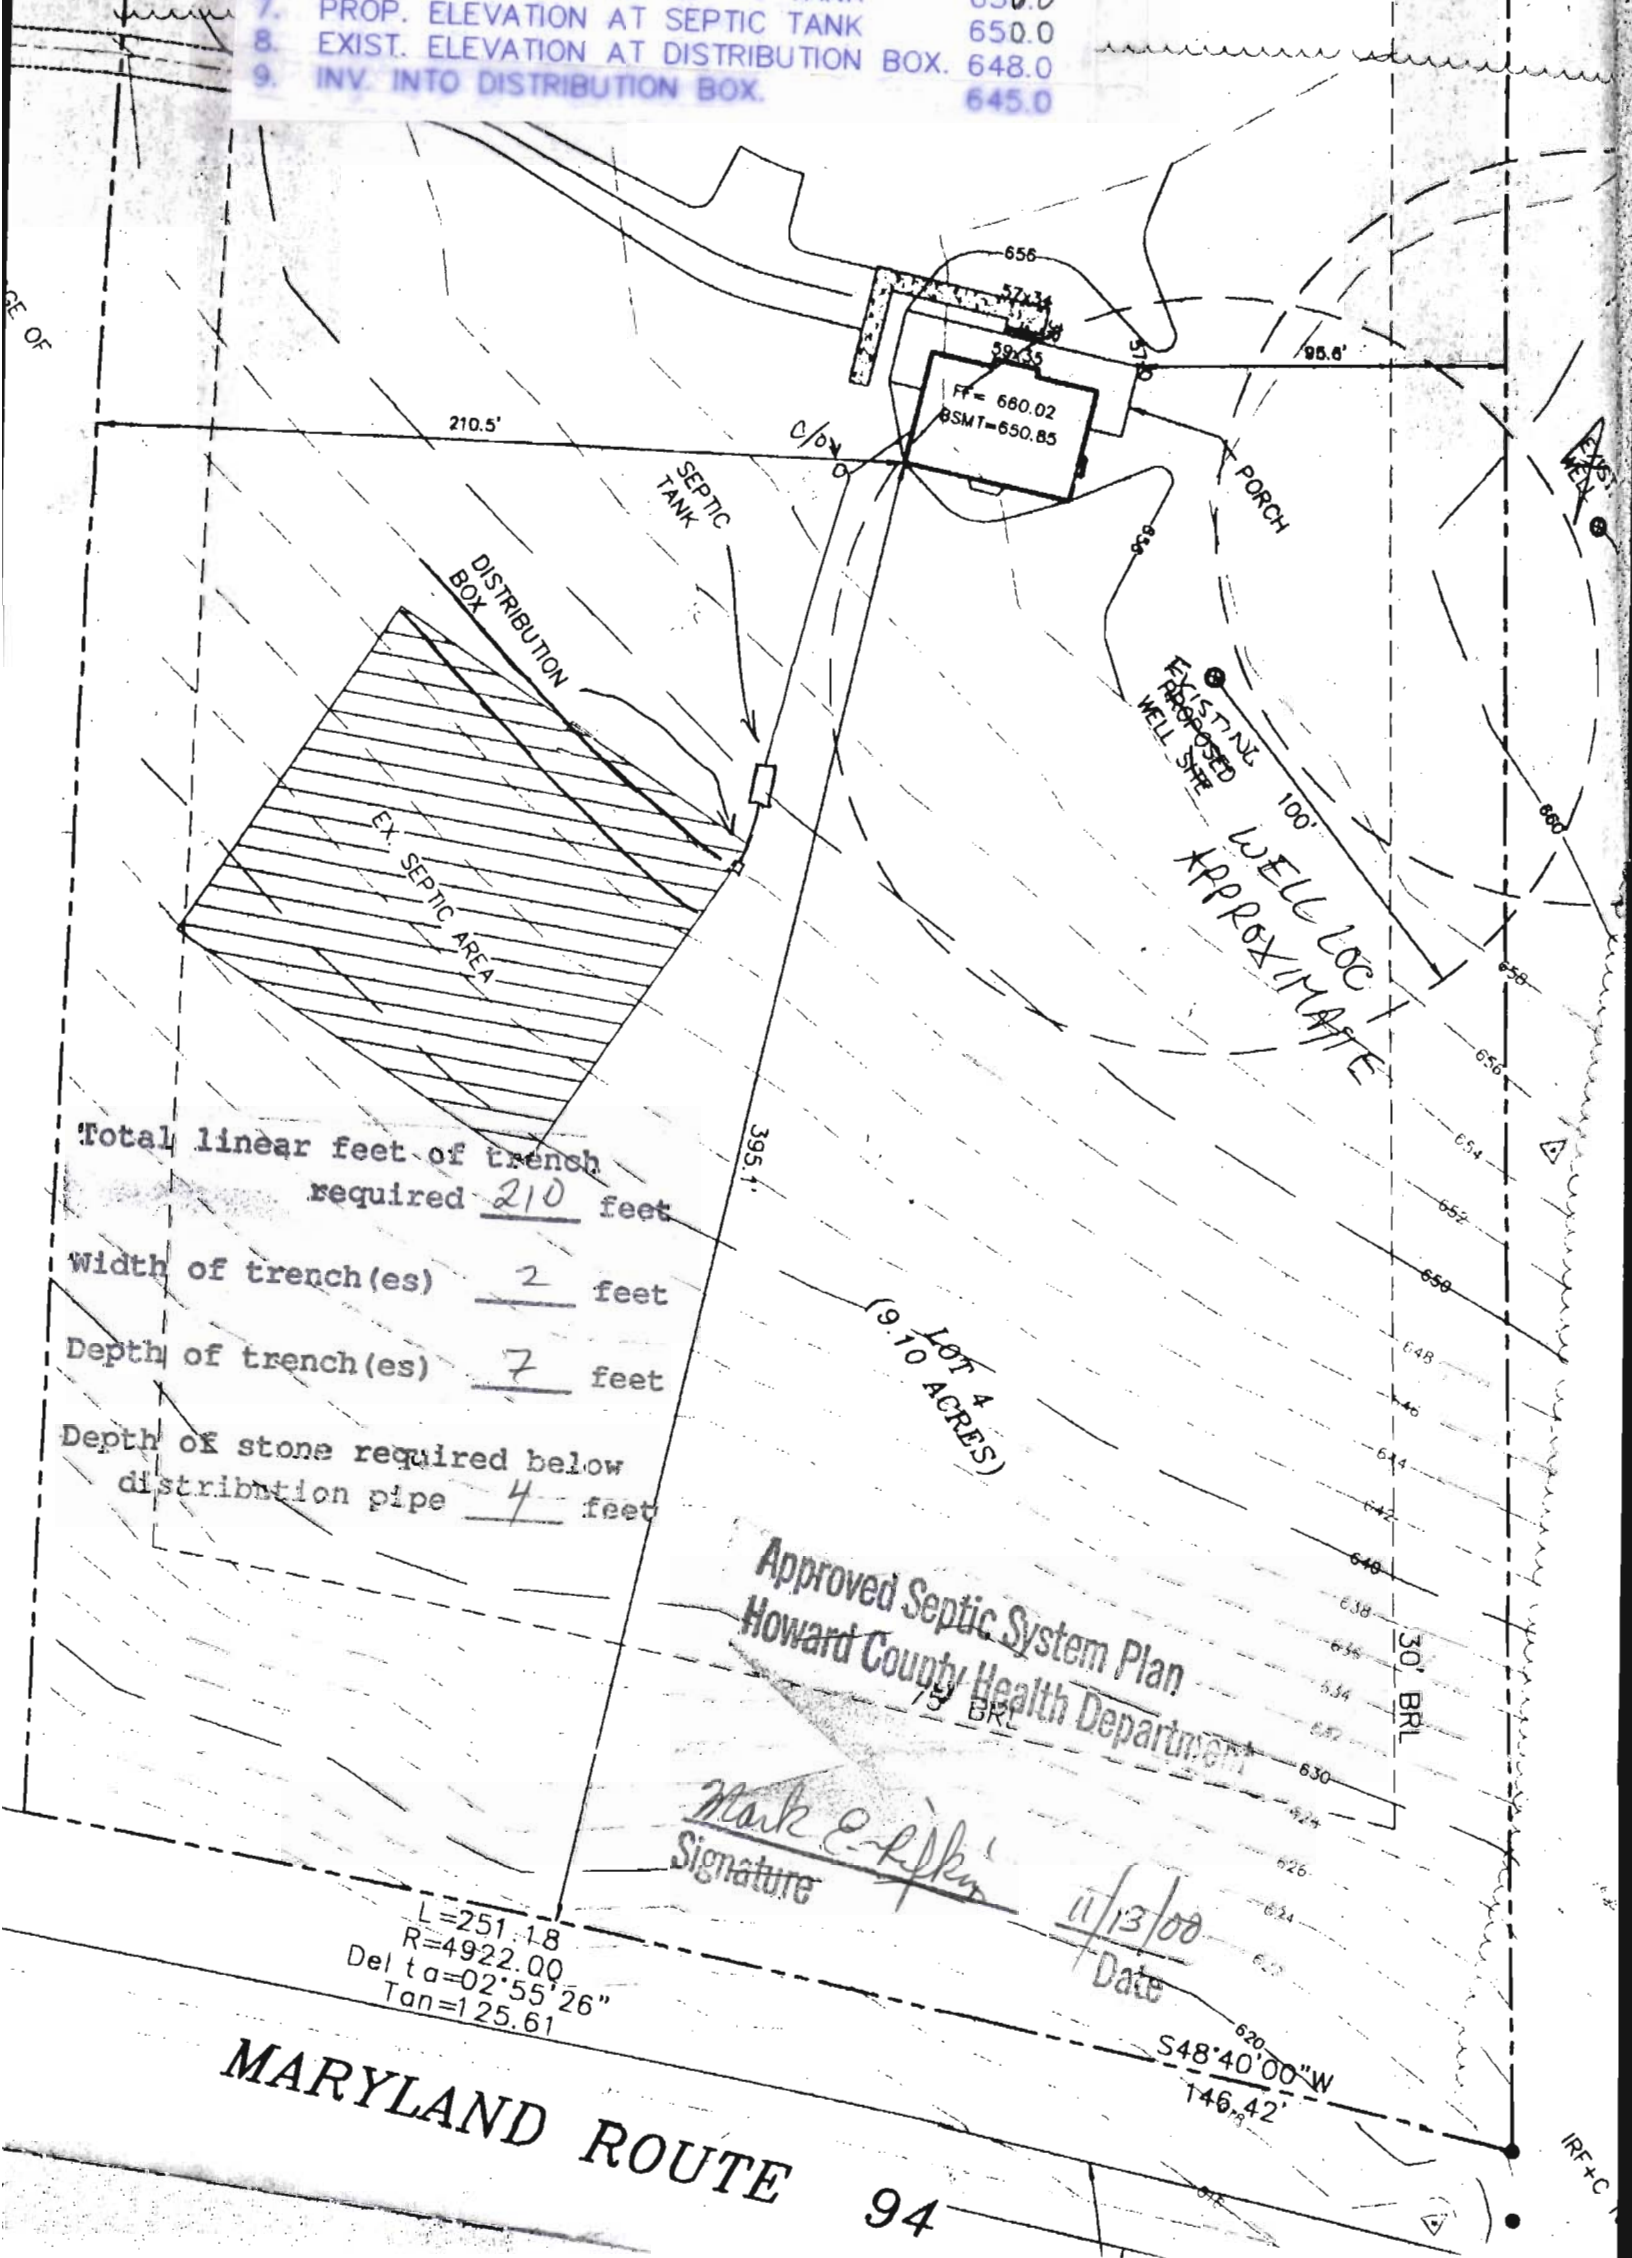 7. PROP. ELEVATION AT SEPTIC TANK 650.0
8. EXIST. ELEVATION AT DISTRIBUTION BOX. 648.0
9. INV. INTO DISTRIBUTION BOX. 645.0
GE OF
656
57x34
59x35
95.6'
FF= 660.02
BSMT=650.85
210.5'
C/O
SEPTIC
TANK
PORCH
EXIST.
WELL
656
DISTRIBUTION
BOX
EXISTING
PROPOSED
WELL SITE
100'
660
WELL LOC
APPROXIMATE
EX. SEPTIC AREA
658
656
395.1'
654
Total linear feet of trench
required 210 feet
652
Width of trench(es) 2 feet
650
LOT 4
(9.10 ACRES)
Depth of trench(es) 7 feet
648
646
Depth of stone required below
distribution pipe 4 feet
644
642
640
Approved Septic System Plan
Howard County Health Department
638
636
634
632
30' BRL
75' BRL
630
626
624
Mark E. Rifkin
Signature
11/13/00
Date
L=251.18
R=4922.00
Delta=02°55'26"
Tan=125.61
620
S48°40'00"W
146.42'
MARYLAND ROUTE 94
IRF+C